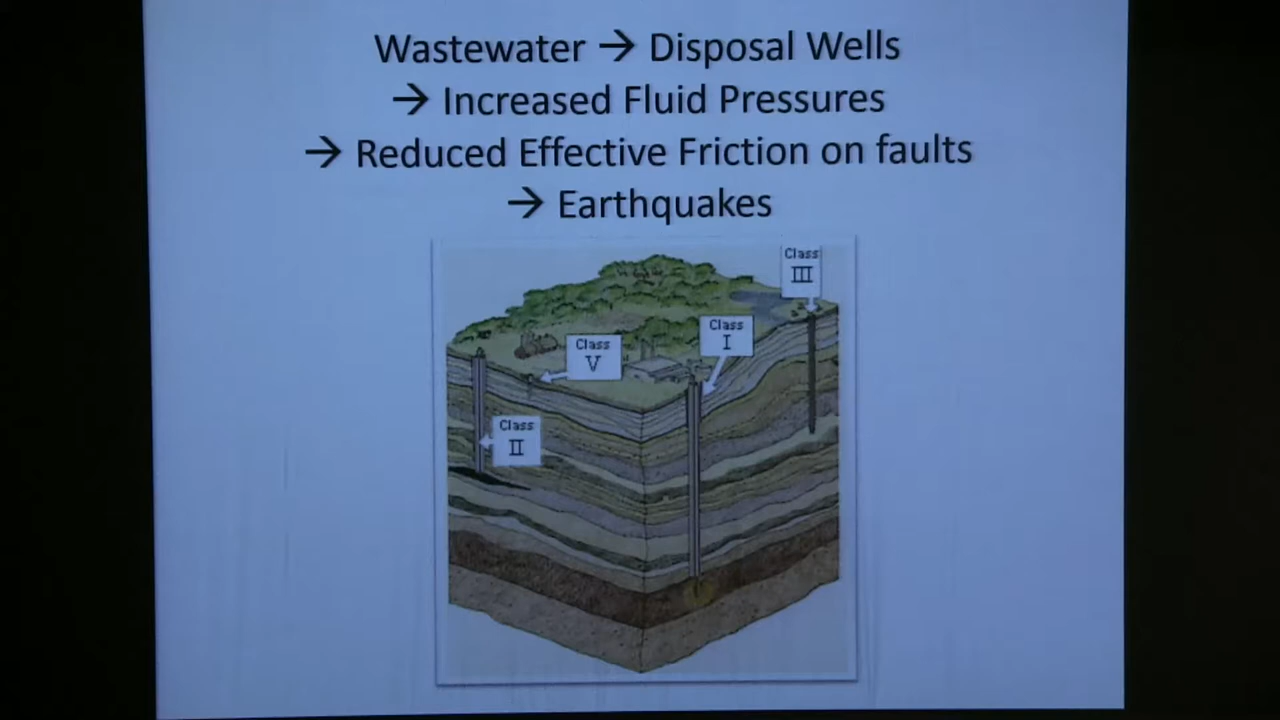 Wastewater → Disposal Wells
→ Increased Fluid Pressures
→ Reduced Effective Friction on faults
→ Earthquakes
Class
III
Class
I
Class
V
Class
II